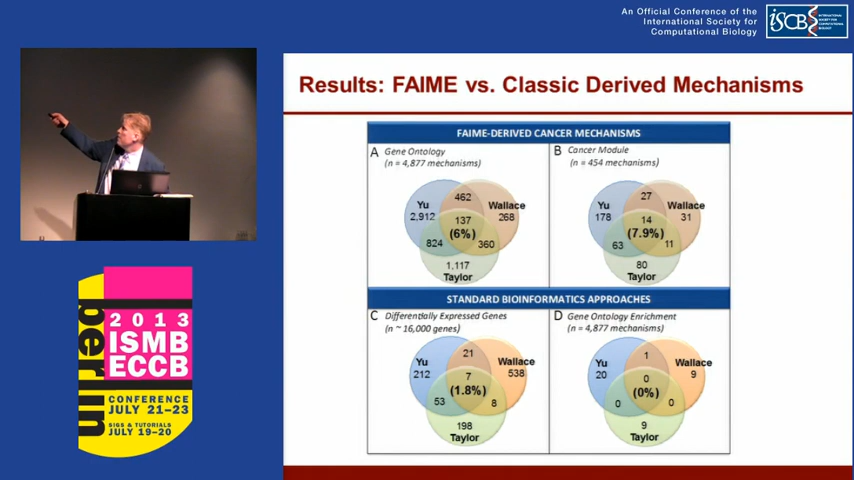 An Official Conference of the
International Society for
Computational Biology
ISCB
INTERNATIONAL
SOCIETY FOR
COMPUTATIONAL
BIOLOGY
Results: FAIME vs. Classic Derived Mechanisms
FAIME-DERIVED CANCER MECHANISMS
A Gene Ontology
(n = 4,877 mechanisms)
Yu
2,912
462
Wallace
268
137
(6%)
824
360
1,117
Taylor
B Cancer Module
(n = 454 mechanisms)
Yu
178
27
Wallace
31
14
(7.9%)
63
11
80
Taylor
STANDARD BIOINFORMATICS APPROACHES
C Differentially Expressed Genes
(n ~ 16,000 genes)
Yu
212
21
Wallace
538
7
(1.8%)
53
8
198
Taylor
D Gene Ontology Enrichment
(n = 4,877 mechanisms)
Yu
20
1
Wallace
9
0
(0%)
0
0
9
Taylor
berlin
2013
ISMB
ECCB
CONFERENCE
JULY 21-23
SIGS & TUTORIALS
JULY 19-20